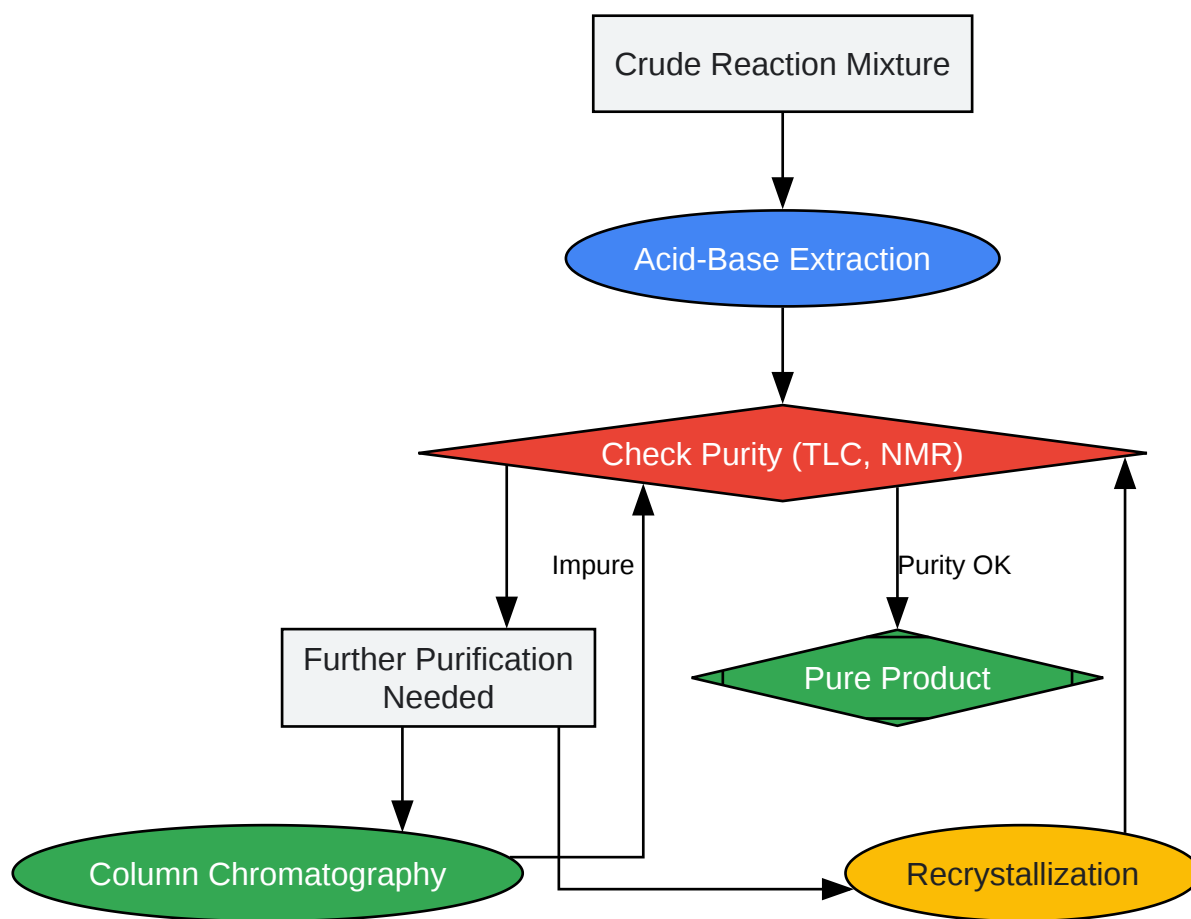 Crude Reaction Mixture
Acid-Base Extraction
Check Purity (TLC, NMR)
Impure
Purity OK
Further Purification
Needed
Pure Product
Column Chromatography
Recrystallization